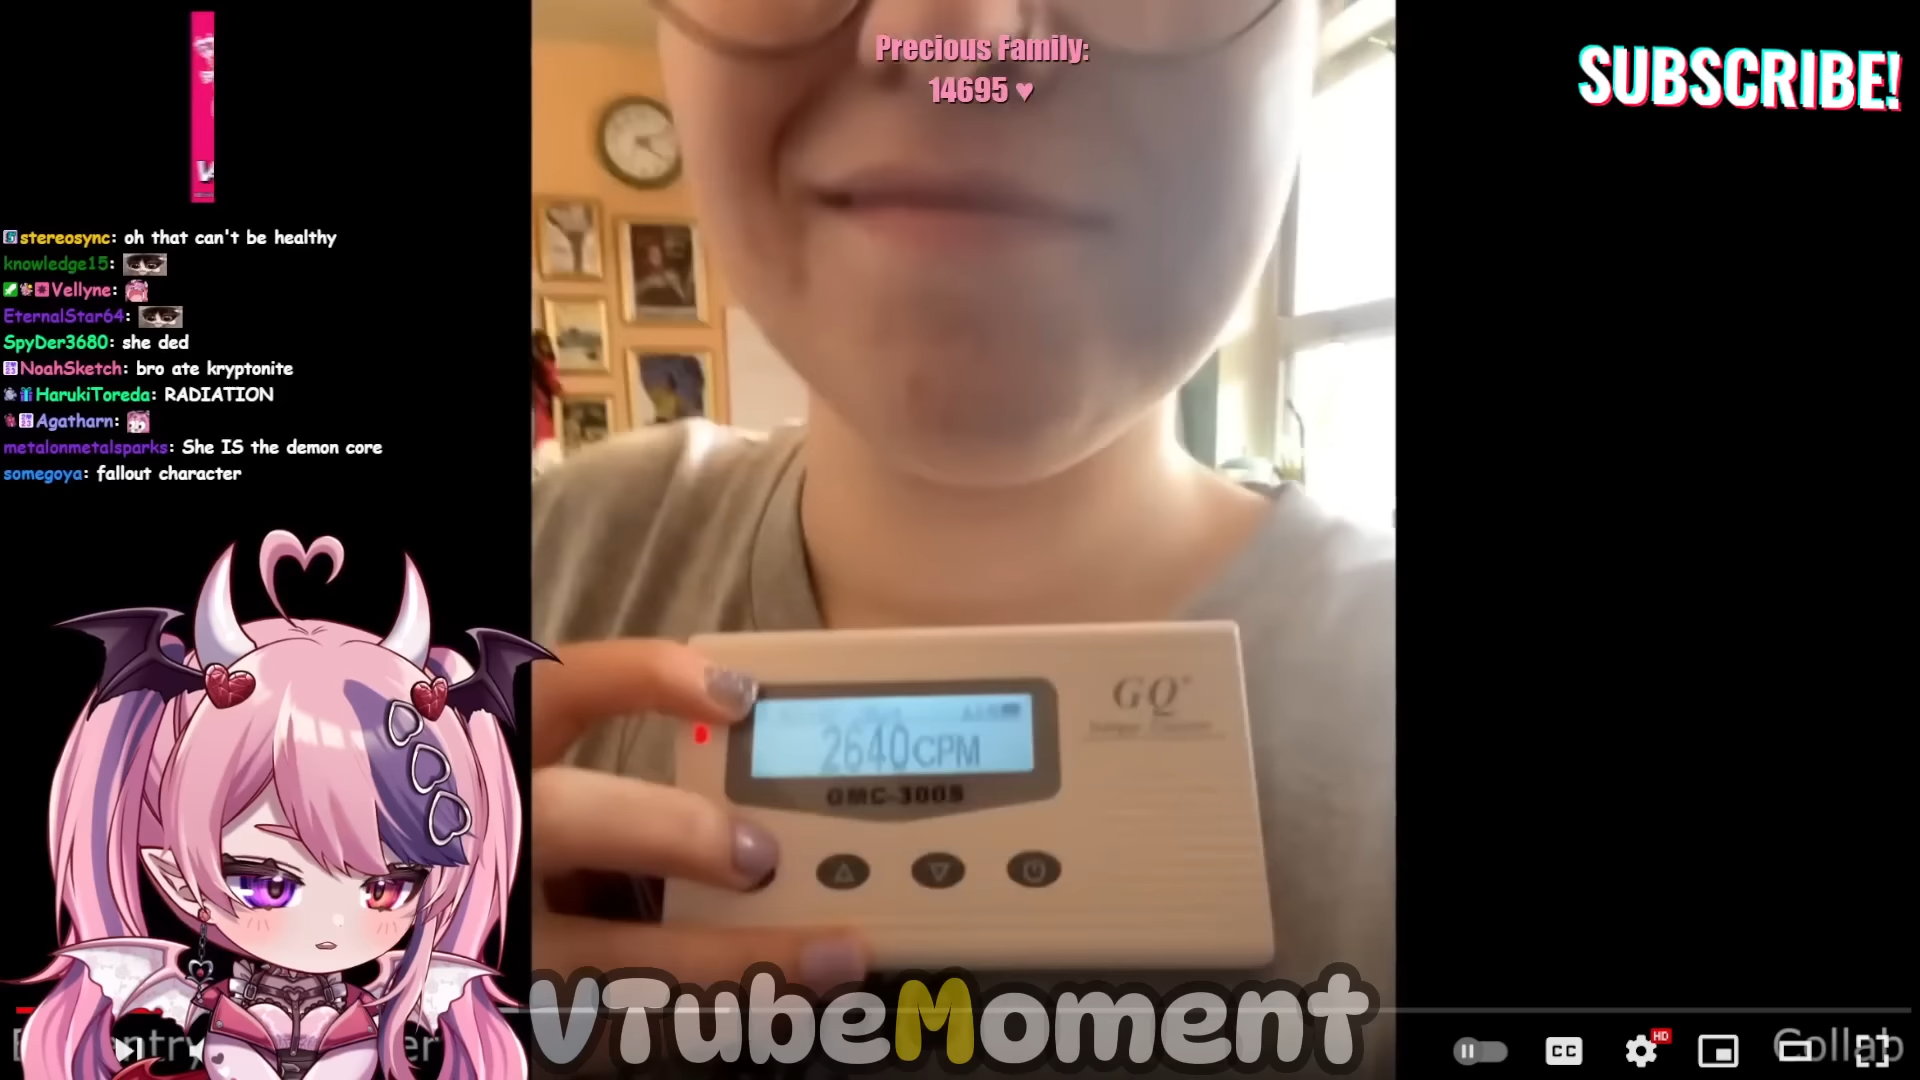 Precious Family:
14695 ♥
SUBSCRIBE!
stereosync: oh that can't be healthy
knowledge15:
Vellyne:
EternalStar64:
SpyDer3680: she ded
NoahSketch: bro ate kryptonite
HarukiToreda: RADIATION
Agatharn:
metalonmetalsparks: She IS the demon core
somegoya: fallout character
GQ
2640CPM
GMC-300S
VTubeMoment
CC
HD
Collab